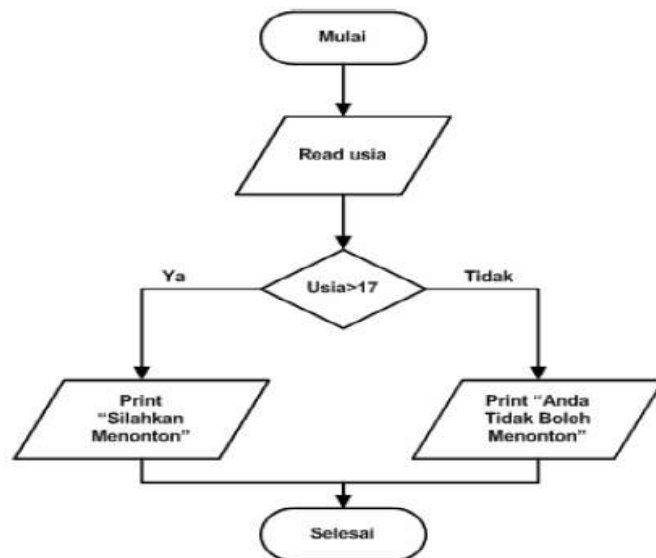 Mulai
Read usia
Usia>17
Ya
Tidak
Print
“Silahkan
Menonton”
Print “Anda
Tidak Boleh
Menonton”
Selesai